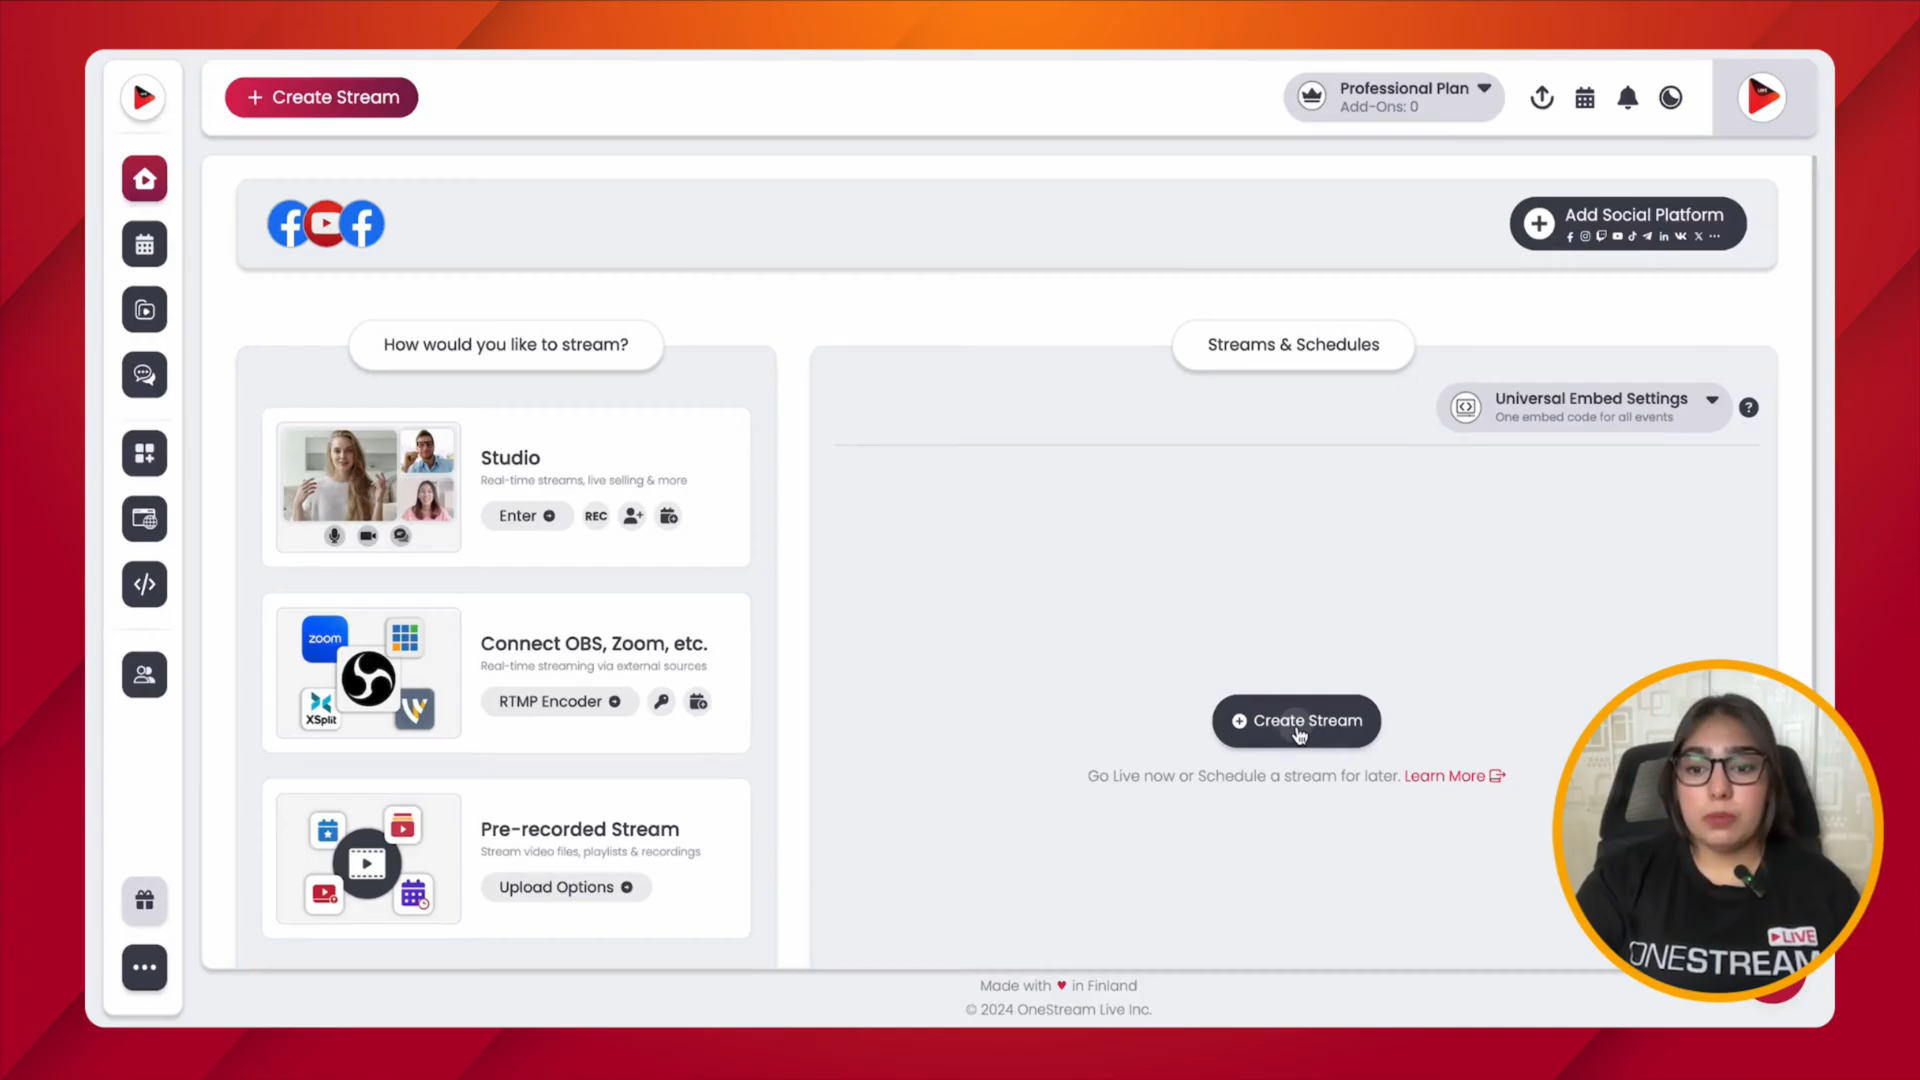 + Create Stream
Professional Plan
Add-Ons: 0
Add Social Platform
How would you like to stream?
Streams & Schedules
Universal Embed Settings
One embed code for all events
?
Studio
Real-time streams, live selling & more
Enter
REC
zoom
XSplit
Connect OBS, Zoom, etc.
Real-time streaming via external sources
RTMP Encoder
Create Stream
Go Live now or Schedule a stream for later. Learn More
Pre-recorded Stream
Stream video files, playlists & recordings
Upload Options
LIVE
ONESTREAM
Made with ♥ in Finland
© 2024 OneStream Live Inc.